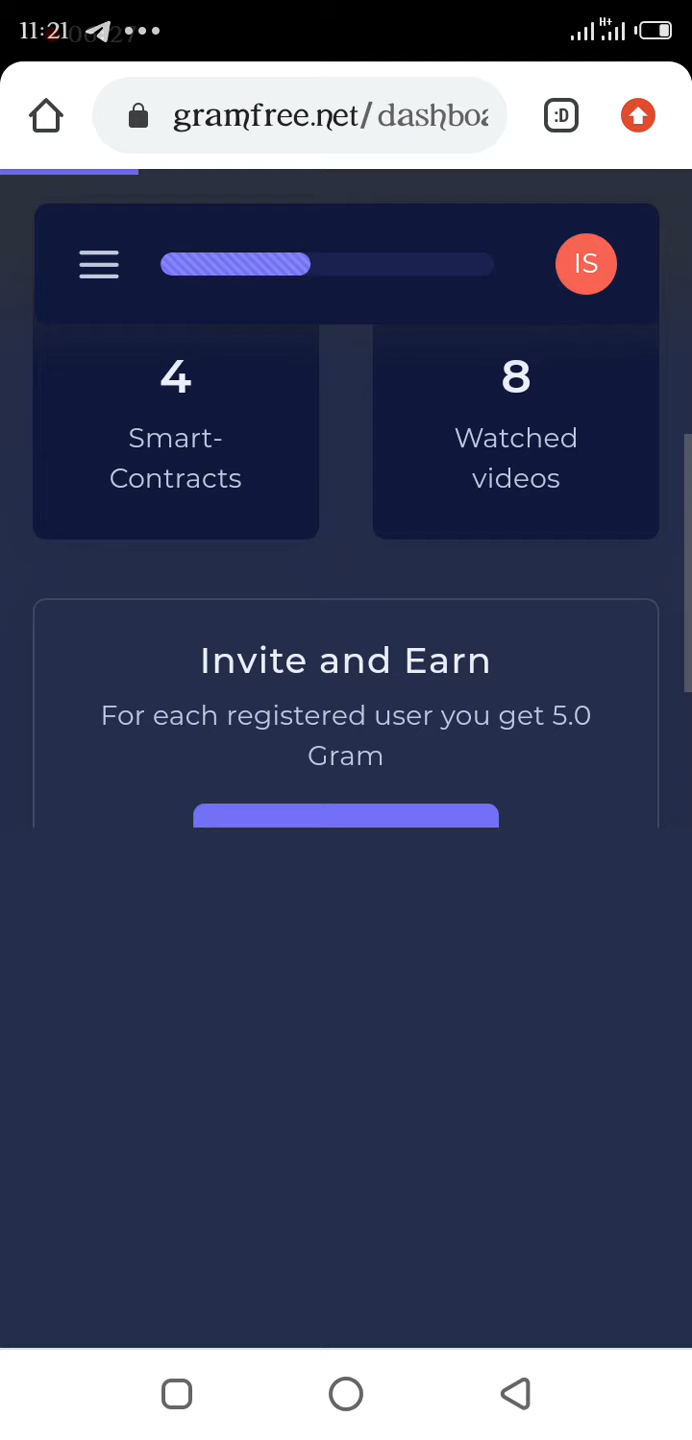 11:21
H+
gramfree.net/dashboa
:D
IS
4
8
Smart-
Contracts
Watched
videos
Invite and Earn
For each registered user you get 5.0
Gram